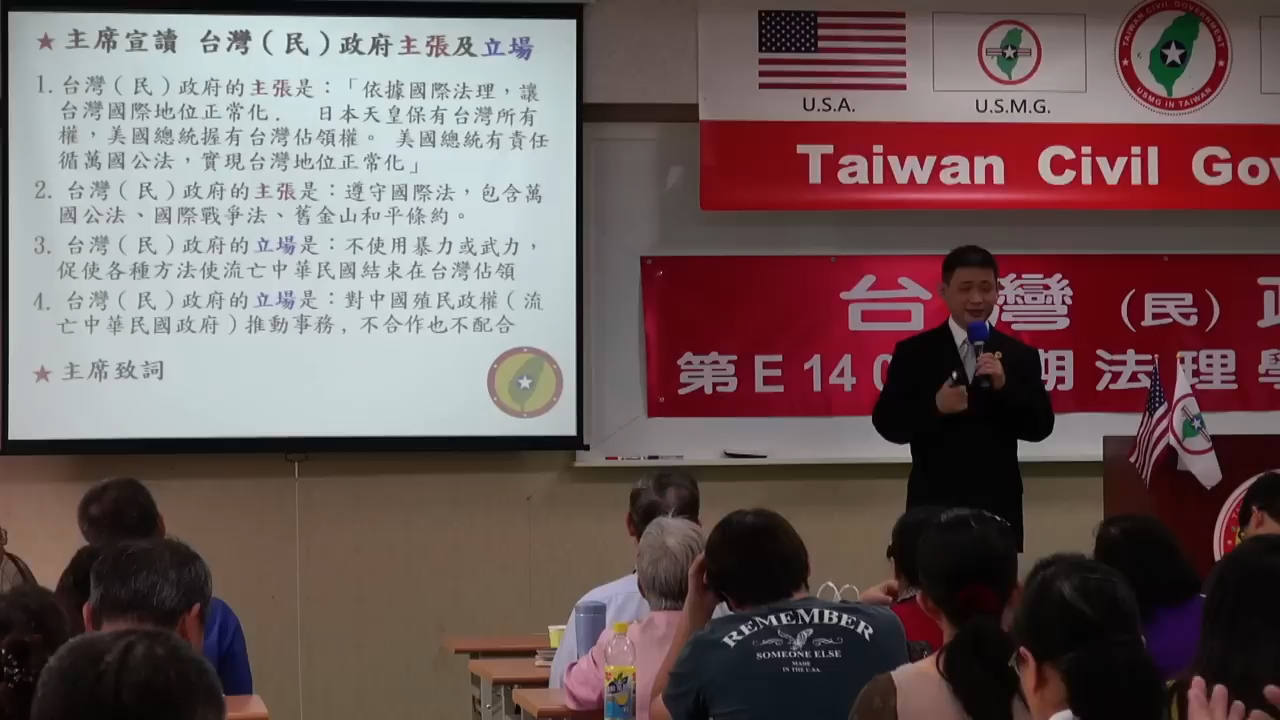 ★ 主席宣讀 台灣(民)政府主張及立場
1. 台灣(民)政府的主張是:「依據國際法理,讓
台灣國際地位正常化. 日本天皇保有台灣所有
權,美國總統握有台灣佔領權。 美國總統有責任
循萬國公法,實現台灣地位正常化」
2. 台灣(民)政府的主張是:遵守國際法,包含萬
國公法、國際戰爭法、舊金山和平條約。
3. 台灣(民)政府的立場是:不使用暴力或武力,
促使各種方法使流亡中華民國結束在台灣佔領
4. 台灣(民)政府的立場是:對中國殖民政權(流
亡中華民國政府)推動事務,不合作也不配合
★ 主席致詞
U.S.A.
U.S.M.G.
TAIWAN CIVIL GOVERNMENT
USMG IN TAIWAN
Taiwan Civil Gov
台灣(民)政
第E140 期法理學
REMEMBER
SOMEONE ELSE
MADE
IN THE U.S.A.